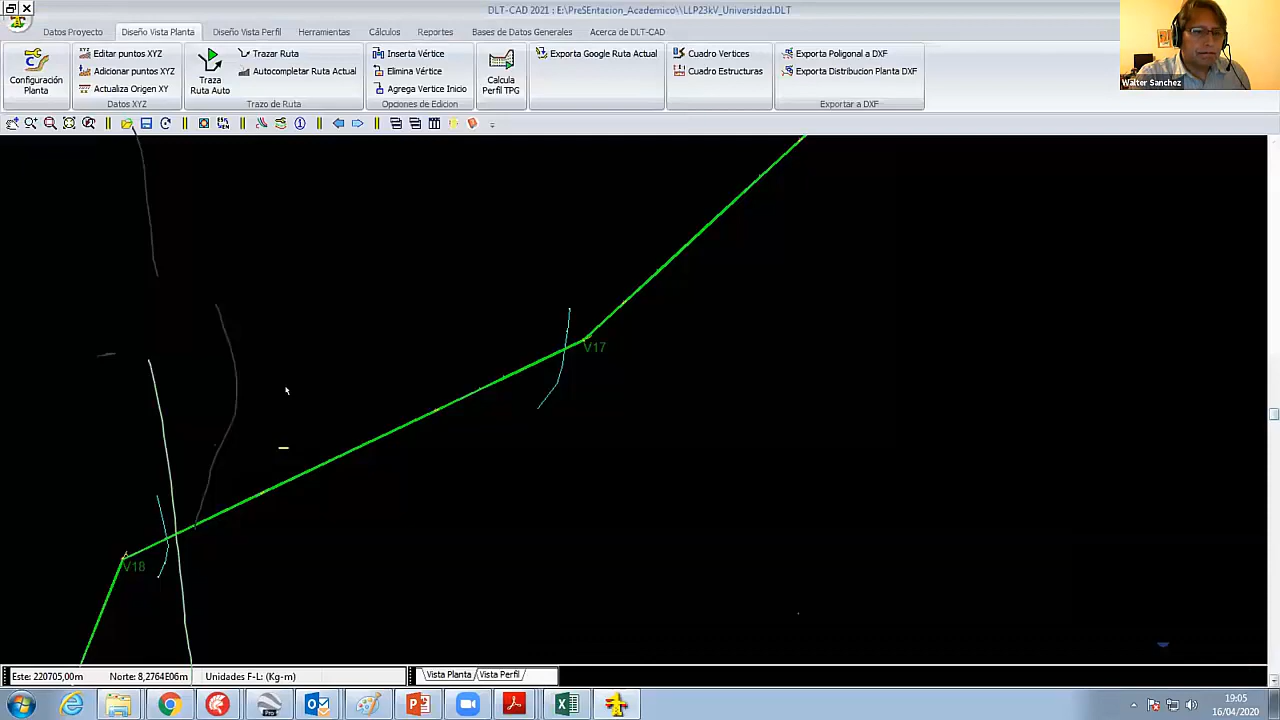 DLT-CAD 2021 : E:\PreSEntacion_Academico\\LLP23kV_Universidad.DLT
Datos Proyecto
Diseño Vista Planta
Diseño Vista Perfil
Herramientas
Cálculos
Reportes
Bases de Datos Generales
Acerca de DLT-CAD
Configuración
Planta
Editar puntos XYZ
Adicionar puntos XYZ
Actualiza Origen XY
Datos XYZ
Traza
Ruta Auto
Trazar Ruta
Autocompletar Ruta Actual
Trazo de Ruta
Inserta Vértice
Elimina Vértice
Agrega Vertice Inicio
Opciones de Edicion
Calcula
Perfil TPG
Exporta Google Ruta Actual
Cuadro Vertices
Cuadro Estructuras
Exporta Poligonal a DXF
Exporta Distribucion Planta DXF
Exportar a DXF
Walter Sanchez
V17
V18
Este: 220705,00m
Norte: 8,2764E06m
Unidades F-L: (Kg-m)
Vista Planta
Vista Perfil
19:05
16/04/2020